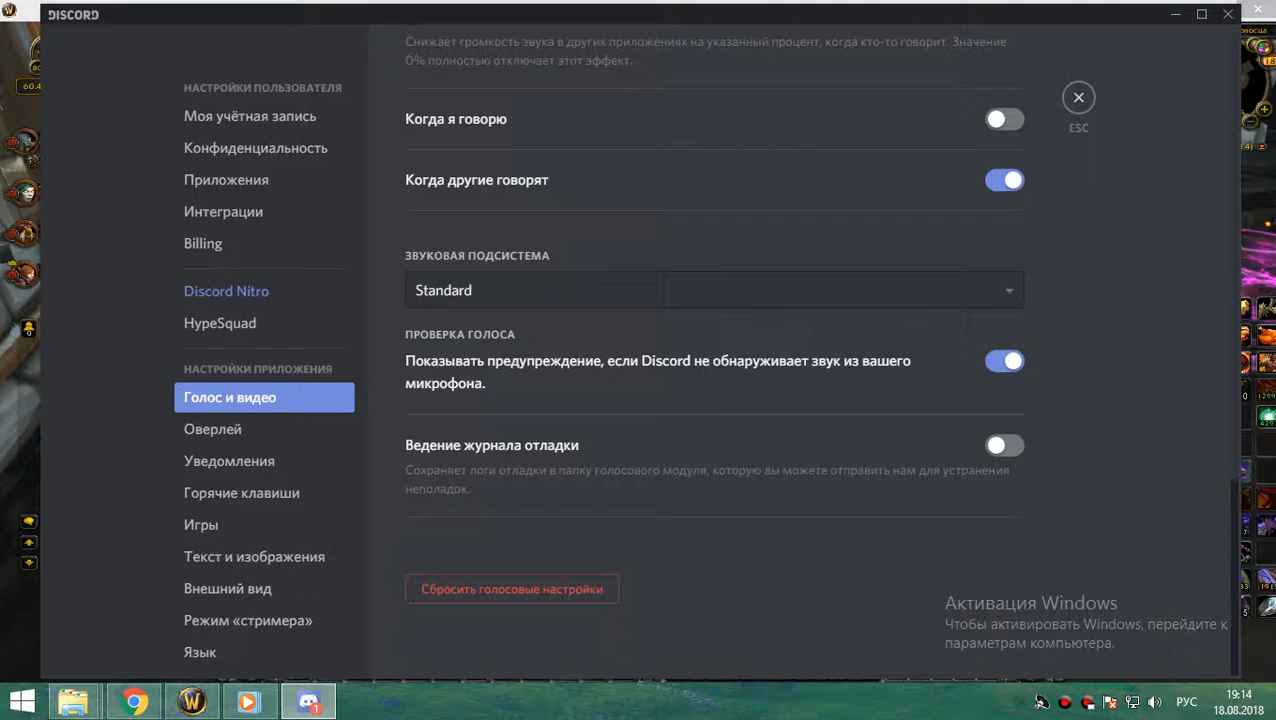 DISCORD
Снижает громкость звука в других приложениях на указанный процент, когда кто-то говорит. Значение
0% полностью отключает этот эффект.
НАСТРОЙКИ ПОЛЬЗОВАТЕЛЯ
Моя учётная запись
Конфиденциальность
Приложения
Интеграции
Billing
Discord Nitro
HypeSquad
НАСТРОЙКИ ПРИЛОЖЕНИЯ
Голос и видео
Оверлей
Уведомления
Горячие клавиши
Игры
Текст и изображения
Внешний вид
Режим «стримера»
Язык
Когда я говорю
ESC
Когда другие говорят
ЗВУКОВАЯ ПОДСИСТЕМА
Standard
ПРОВЕРКА ГОЛОСА
Показывать предупреждение, если Discord не обнаруживает звук из вашего
микрофона.
Ведение журнала отладки
Сохраняет логи отладки в папку голосового модуля, которую вы можете отправить нам для устранения
неполадок.
Сбросить голосовые настройки
Активация Windows
Чтобы активировать Windows, перейдите к
параметрам компьютера.
60.4
1
РУС
19:14
18.08.2018